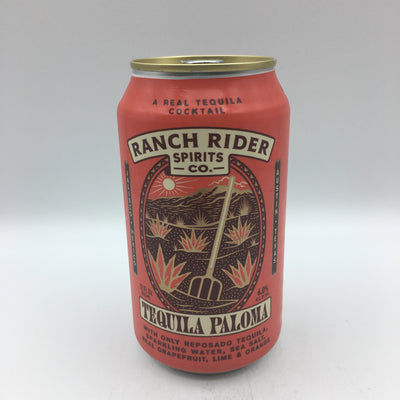 A REAL TEQUILA
COCKTAIL
RANCH RIDER
SPIRITS
CO.
TEQUILA PALOMA
WITH ONLY REPOSADO TEQUILA,
SPARKLING WATER, SEA SALT,
REAL GRAPEFRUIT, LIME & ORANGE